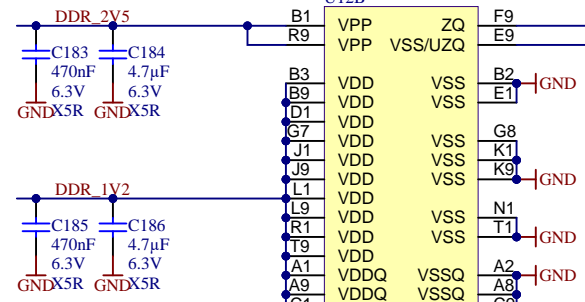 U12B
DDR_2V5
B1 VPP ZQ F9
R9 VPP VSS/UZQ E9
C183 C184
470nF 4.7µF
6.3V 6.3V
X5R X5R
GND GND
B3 VDD VSS B2 GND
B9 VDD VSS E1
D1 VDD
G7 VDD VSS G8
J1 VDD VSS K1
J9 VDD VSS K9 GND
DDR_1V2
L1 VDD
L9 VDD VSS N1
R1 VDD VSS T1 GND
T9 VDD
C185 C186
470nF 4.7µF
6.3V 6.3V
X5R X5R
GND GND
A1 VDDQ VSSQ A2 GND
A9 VDDQ VSSQ A8